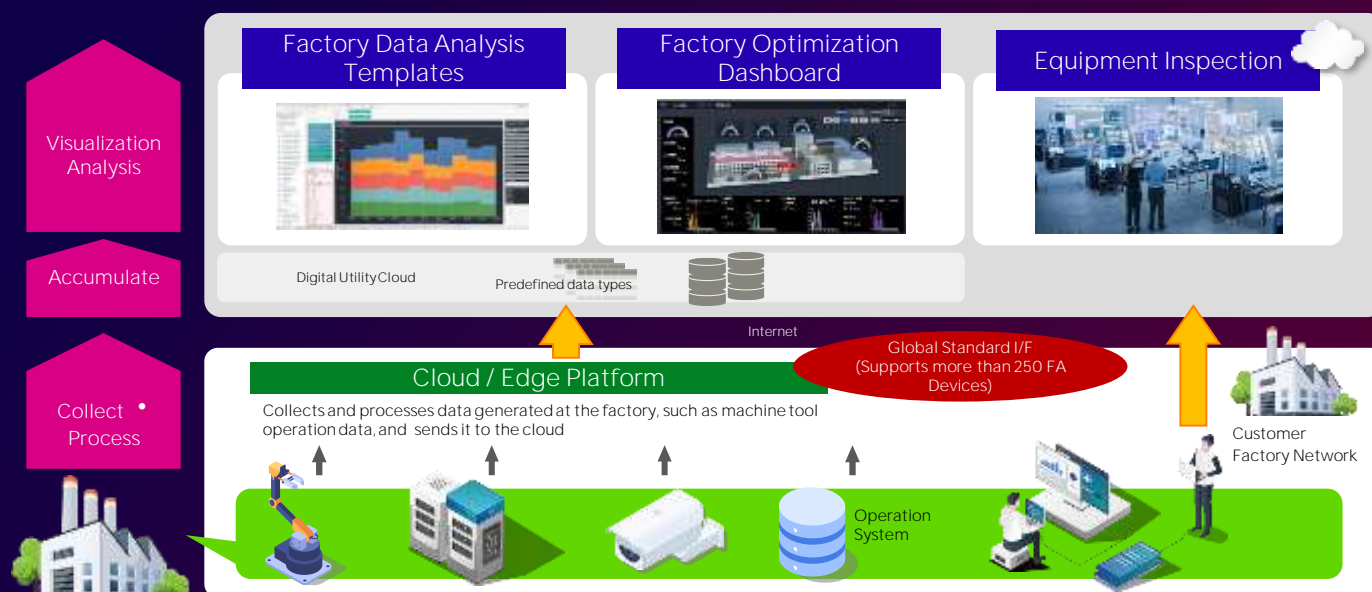 Factory Data Analysis
Templates
Factory Optimization
Dashboard
Equipment Inspection
Visualization
Analysis
Accumulate
Digital Utility Cloud
Predefined data types
Internet
Global Standard I/F
(Supports more than 250 FA
Devices)
Cloud / Edge Platform
Collects and processes data generated at the factory, such as machine tool
operation data, and sends it to the cloud
Collect •
Process
Customer
Factory Network
Operation
System